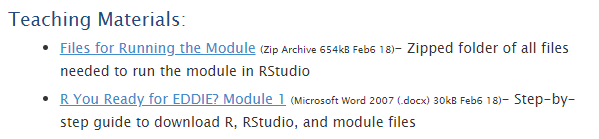 Teaching Materials:
• Files for Running the Module (Zip Archive 654kB Feb6 18)– Zipped folder of all files
needed to run the module in RStudio
• R You Ready for EDDIE? Module 1 (Microsoft Word 2007 (.docx) 30kB Feb6 18)– Step-by-
step guide to download R, RStudio, and module files